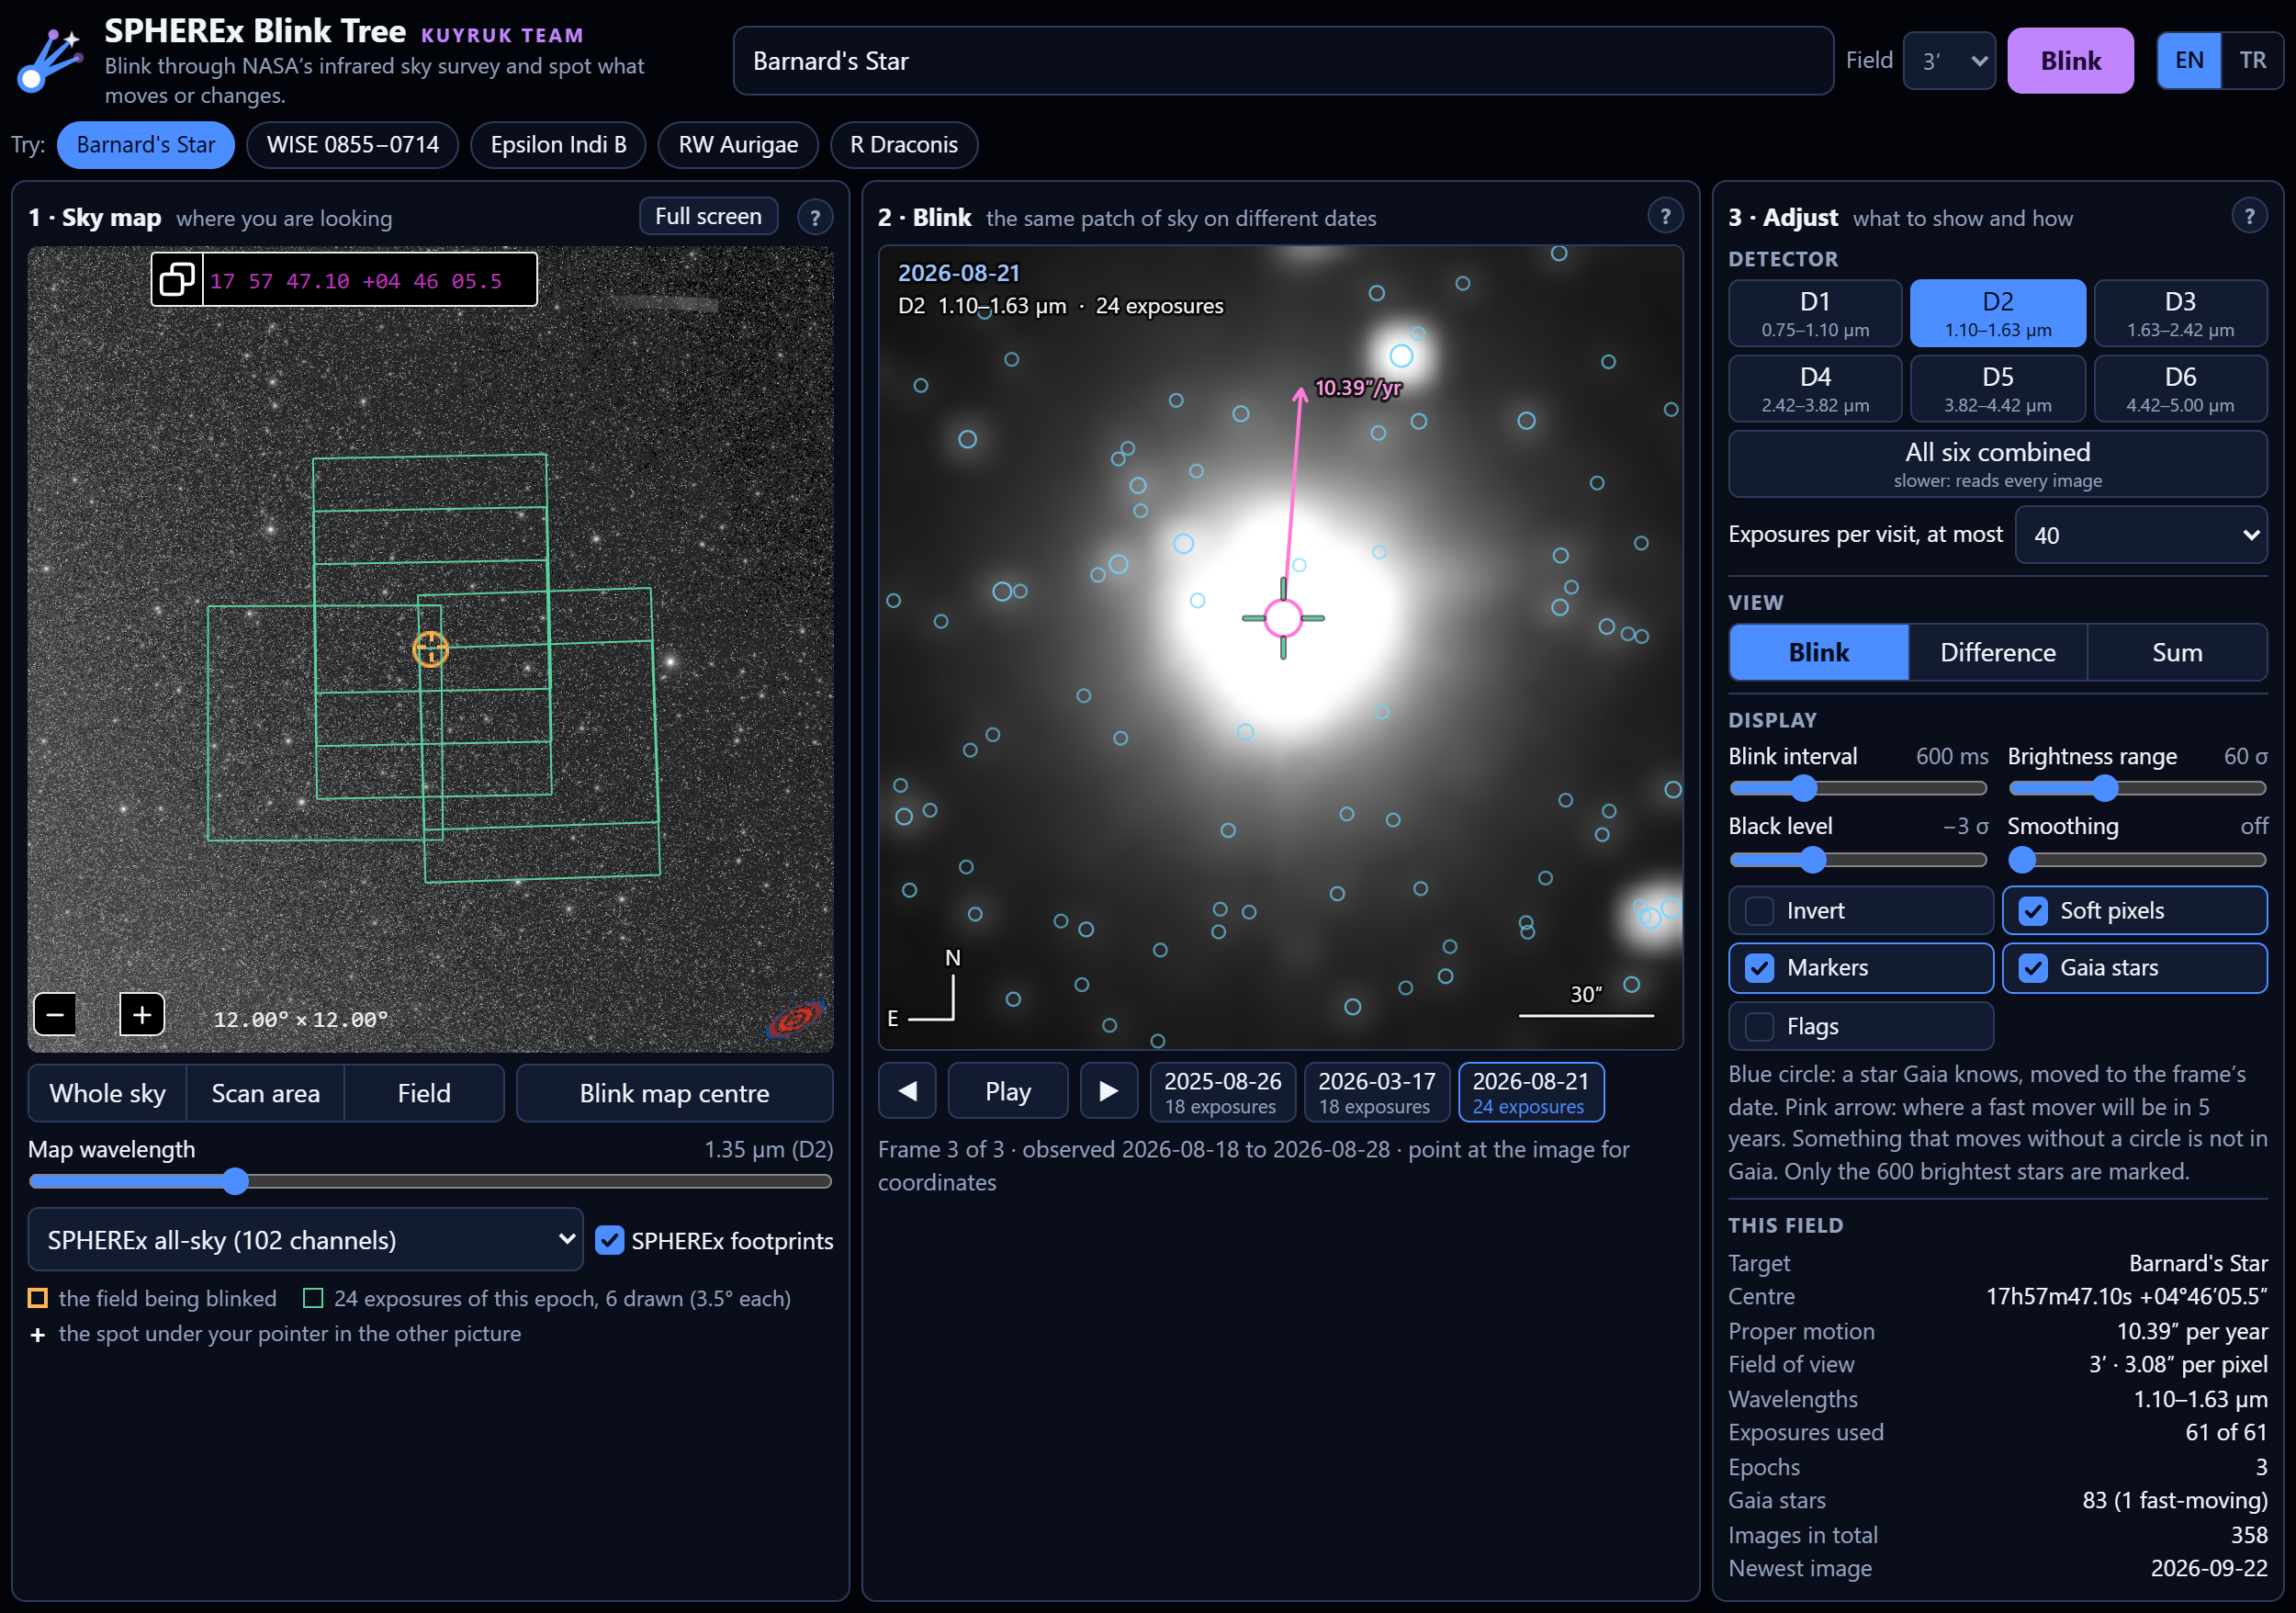 SPHEREx Blink Tree KUYRUK TEAM
Blink through NASA's infrared sky survey and spot what
moves or changes.
Barnard's Star
Field 3′ Blink EN TR
Try: Barnard's Star WISE 0855−0714 Epsilon Indi B RW Aurigae R Draconis
1 · Sky map where you are looking Full screen ?
17 57 47.10 +04 46 05.5
− + 12.00° × 12.00°
Whole sky Scan area Field Blink map centre
Map wavelength 1.35 µm (D2)
SPHEREx all-sky (102 channels) SPHEREx footprints
the field being blinked 24 exposures of this epoch, 6 drawn (3.5° each)
+ the spot under your pointer in the other picture
2 · Blink the same patch of sky on different dates ?
2026-08-21
D2 1.10–1.63 µm · 24 exposures
10.39″/yr
N
E
30″
◀ Play ▶
2025-08-26
18 exposures
2026-03-17
18 exposures
2026-08-21
24 exposures
Frame 3 of 3 · observed 2026-08-18 to 2026-08-28 · point at the image for
coordinates
3 · Adjust what to show and how ?
DETECTOR
D1
0.75–1.10 µm
D2
1.10–1.63 µm
D3
1.63–2.42 µm
D4
2.42–3.82 µm
D5
3.82–4.42 µm
D6
4.42–5.00 µm
All six combined
slower: reads every image
Exposures per visit, at most 40
VIEW
Blink Difference Sum
DISPLAY
Blink interval 600 ms Brightness range 60 σ
Black level −3 σ Smoothing off
Invert Soft pixels
Markers Gaia stars
Flags
Blue circle: a star Gaia knows, moved to the frame's
date. Pink arrow: where a fast mover will be in 5
years. Something that moves without a circle is not in
Gaia. Only the 600 brightest stars are marked.
THIS FIELD
Target Barnard's Star
Centre 17h57m47.10s +04°46′05.5″
Proper motion 10.39″ per year
Field of view 3′ · 3.08″ per pixel
Wavelengths 1.10–1.63 µm
Exposures used 61 of 61
Epochs 3
Gaia stars 83 (1 fast-moving)
Images in total 358
Newest image 2026-09-22